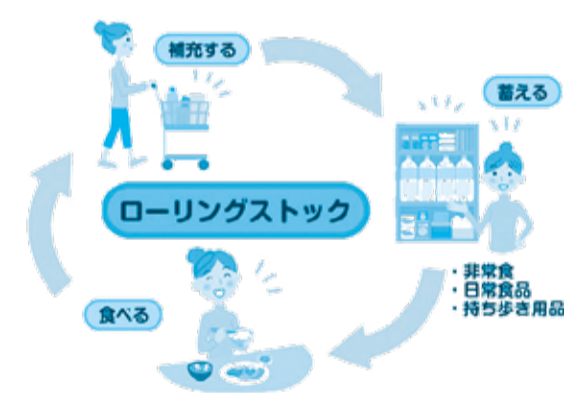 補充する
蓄える
ローリングストック
・非常食
・日常食品
・持ち歩き用品
食べる